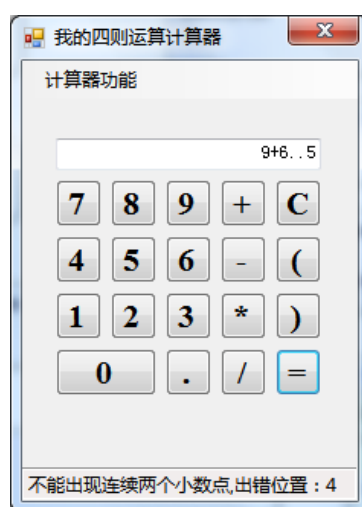 我的四则运算计算器
计算器功能
9+6..5
7 8 9 + C
4 5 6 - (
1 2 3 * )
0 . / =
不能出现连续两个小数点,出错位置：4